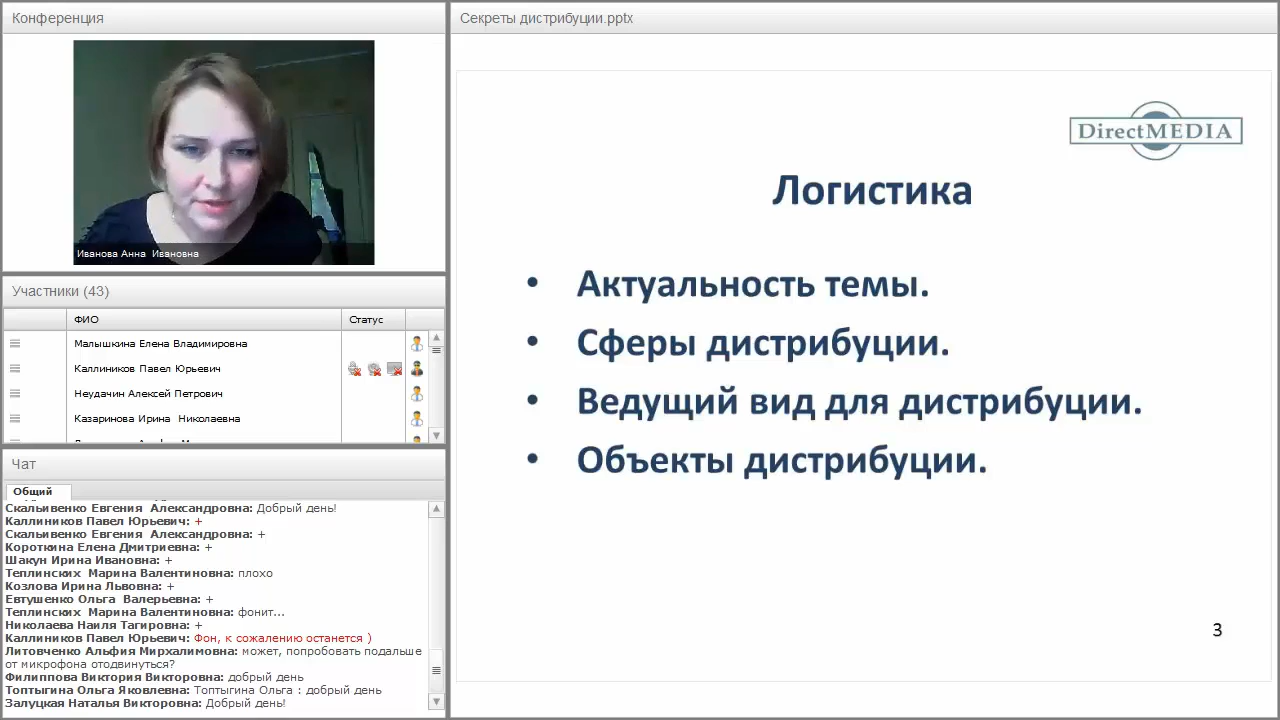 Конференция
Иванова Анна Ивановна
Участники (43)
ФИО Статус
Малышкина Елена Владимировна
Каллиников Павел Юрьевич
Неудачин Алексей Петрович
Казаринова Ирина Николаевна
Чат
Общий
Скальивенко Евгения Александровна: Добрый день!
Каллиников Павел Юрьевич: +
Скальивенко Евгения Александровна: +
Короткина Елена Дмитриевна: +
Шакун Ирина Ивановна: +
Теплинских Марина Валентиновна: плохо
Козлова Ирина Львовна: +
Евтушенко Ольга Валерьевна: +
Теплинских Марина Валентиновна: фонит...
Николаева Наиля Тагировна: +
Каллиников Павел Юрьевич: Фон, к сожалению останется )
Литовченко Альфия Мирхалимовна: может, попробовать подальше
от микрофона отодвинуться?
Филиппова Виктория Викторовна: добрый день
Топтыгина Ольга Яковлевна: Топтыгина Ольга : добрый день
Залуцкая Наталья Викторовна: Добрый день!
Секреты дистрибуции.pptx
DirectMEDIA
Логистика
• Актуальность темы.
• Сферы дистрибуции.
• Ведущий вид для дистрибуции.
• Объекты дистрибуции.
3